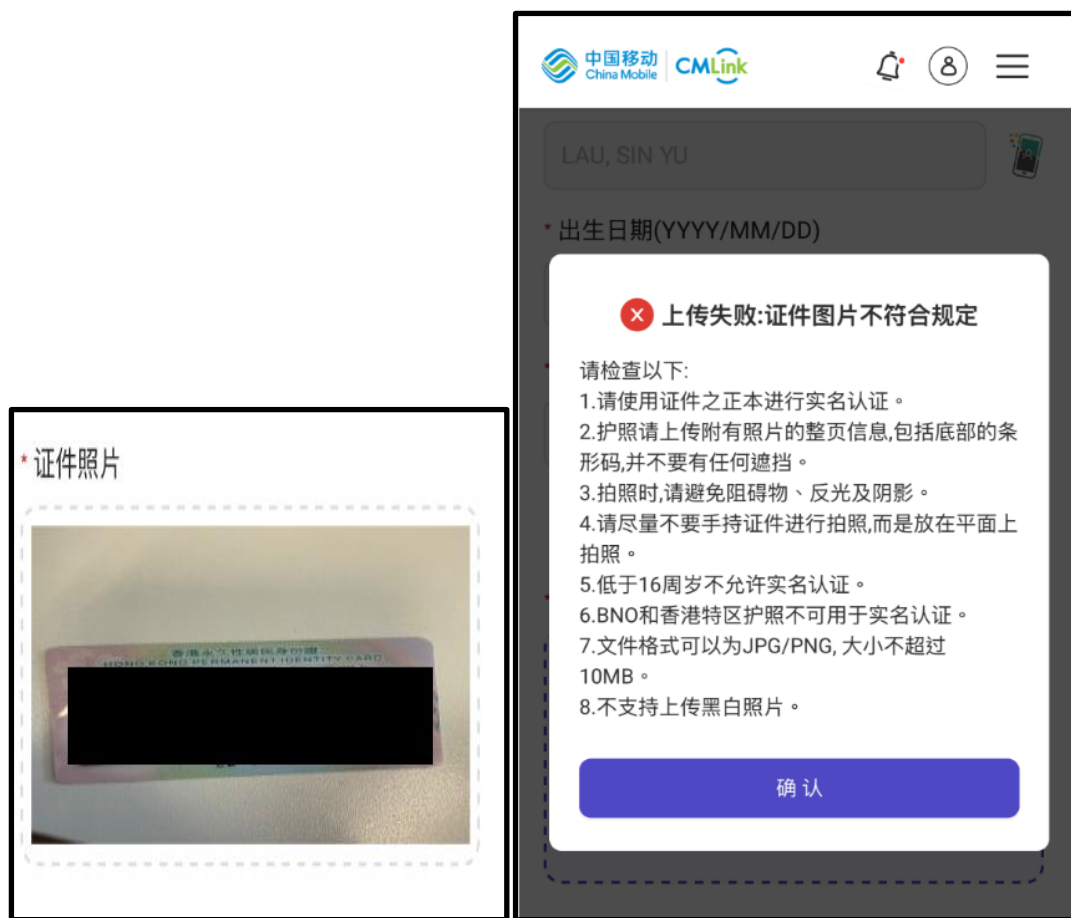 * 证件照片
香港永久性居民身份證
HONG KONG PERMANENT IDENTITY CARD
中国移动
China Mobile
CMLink
LAU, SIN YU
* 出生日期(YYYY/MM/DD)
上传失败:证件图片不符合规定
请检查以下:
1.请使用证件之正本进行实名认证。
2.护照请上传附有照片的整页信息,包括底部的条
形码,并不要有任何遮挡。
3.拍照时,请避免阻碍物、反光及阴影。
4.请尽量不要手持证件进行拍照,而是放在平面上
拍照。
5.低于16周岁不允许实名认证。
6.BNO和香港特区护照不可用于实名认证。
7.文件格式可以为JPG/PNG, 大小不超过
10MB。
8.不支持上传黑白照片。
确 认